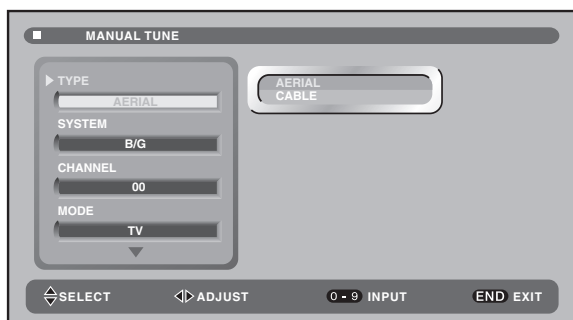 MANUAL TUNE
TYPE
AERIAL
SYSTEM
B/G
CHANNEL
00
MODE
TV
AERIAL
CABLE
SELECT ADJUST 0 - 9 INPUT END EXIT